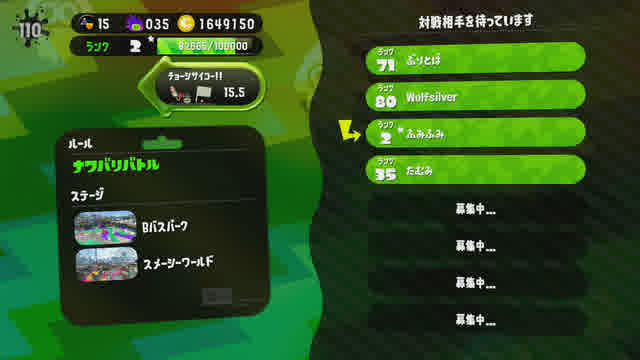 110
15
035
1649150
ランク
2
82665/100000
チョーシサイコー!!
15.5
ルール
ナワバリバトル
ステージ
Bバスパーク
スメーシーワールド
対戦相手を待っています
ランク
71
ぷりとば
ランク
80
Wolfsilver
ランク
2
ふみふみ
ランク
35
たむみ
募集中…
募集中…
募集中…
募集中…